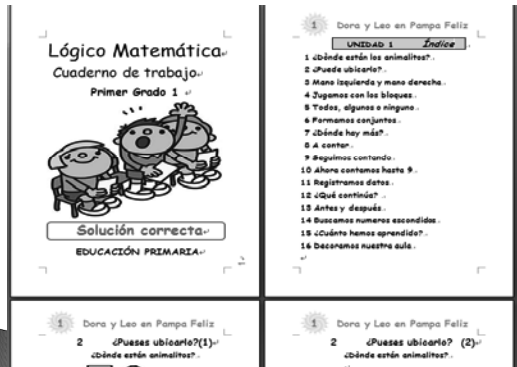 Lógico Matemática
Cuaderno de trabajo
Primer Grado 1
Solución correcta
EDUCACIÓN PRIMARIA
1 Dora y Leo en Pampa Feliz
UNIDAD 1 Índice
1 ¿Dónde están los animalitos?
2 ¿Puede ubicarlo?
3 Mano izquierda y mano derecha
4 Jugamos con los bloques
5 Todos, algunos o ninguno
6 Formamos conjuntos
7 ¿Dónde hay más?
8 A contar
9 Seguimos contando
10 Ahora contamos hasta 9
11 Registramos datos
12 ¿Qué continúa?
13 Antes y después
14 Buscamos numeros escondidos
15 ¿Cuánto hemos aprendido?
16 Decoramos nuestra aula
1 Dora y Leo en Pampa Feliz
2 ¿Pueses ubicarlo?(1)
¿Dónde están animalitos?
1 Dora y Leo en Pampa Feliz
2 ¿Pueses ubicarlo? (2)
¿Dónde están animalitos?